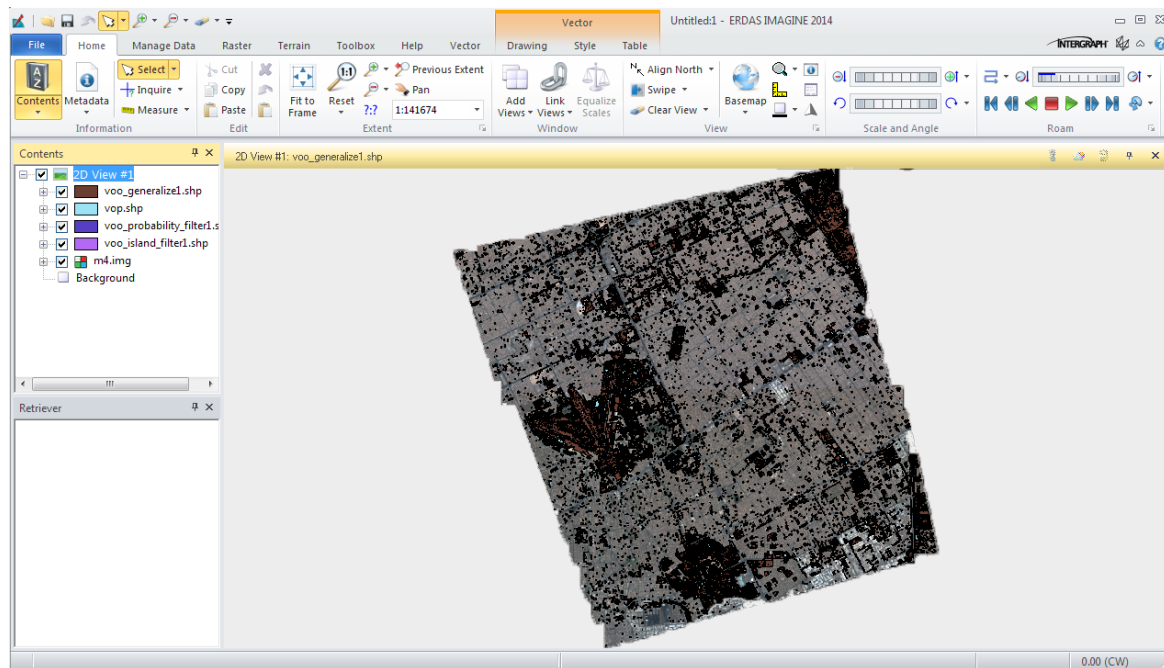 Vector
Untitled:1 - ERDAS IMAGINE 2014
File Home Manage Data Raster Terrain Toolbox Help Vector Drawing Style Table
INTERGRAPH
Contents
Metadata
Select
Inquire
Measure
Information
Cut
Copy
Paste
Edit
Fit to Frame
1:1
Reset
?:?
Previous Extent
Pan
1:141674
Extent
Add Views
Link Views
Equalize Scales
Window
Align North
Swipe
Clear View
Basemap
View
Scale and Angle
Roam
Contents
2D View #1: voo_generalize1.shp
2D View #1
voo_generalize1.shp
vop.shp
voo_probability_filter1.s
voo_island_filter1.shp
m4.img
Background
Retriever
0.00 (CW)